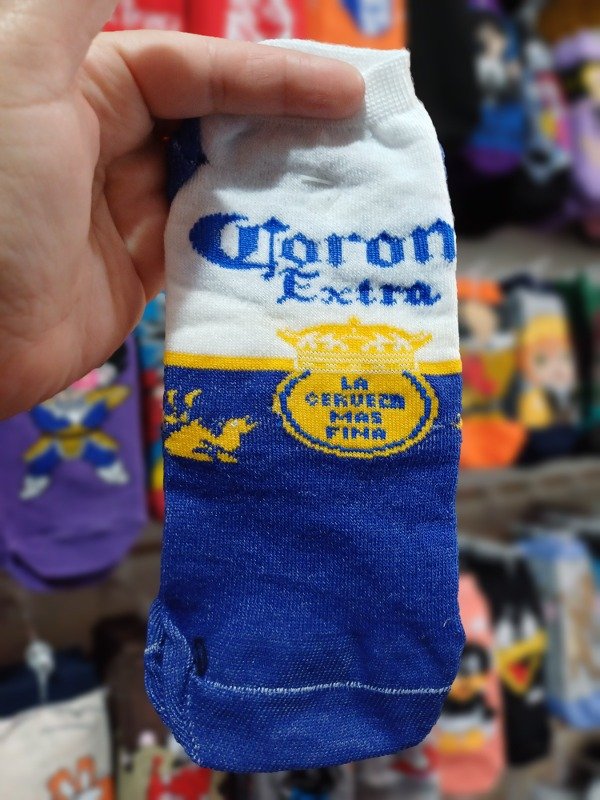 Coron
Extra
LA
CERVEZA
MAS
FINA